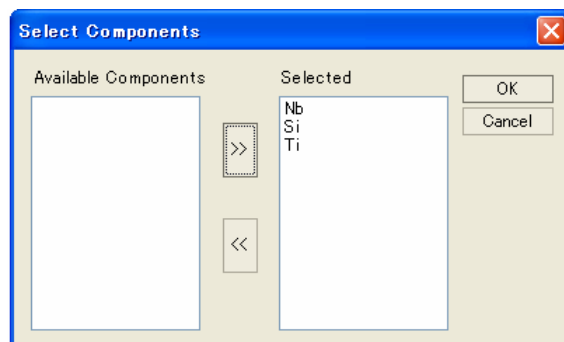 Select Components
Available Components
Selected
OK
Cancel
Nb
Si
Ti
>>
<<